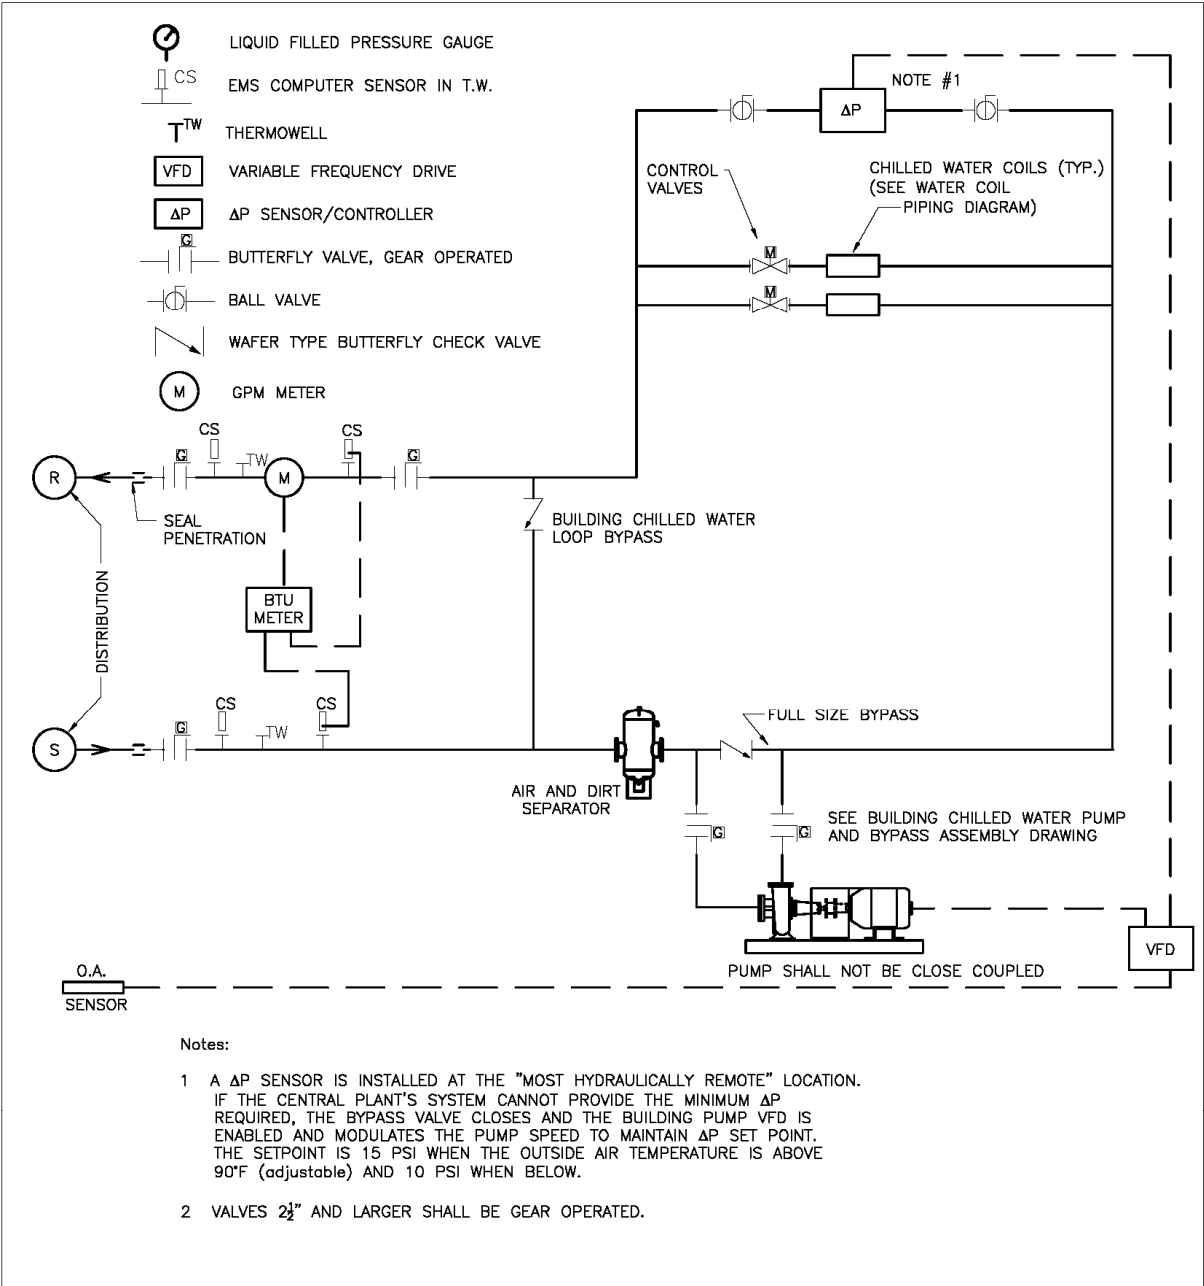 LIQUID FILLED PRESSURE GAUGE
CS
EMS COMPUTER SENSOR IN T.W.
TW
THERMOWELL
VFD
VARIABLE FREQUENCY DRIVE
ΔP
ΔP SENSOR/CONTROLLER
G
BUTTERFLY VALVE, GEAR OPERATED
BALL VALVE
WAFER TYPE BUTTERFLY CHECK VALVE
M
GPM METER
NOTE #1
ΔP
CONTROL
VALVES
CHILLED WATER COILS (TYP.)
(SEE WATER COIL
PIPING DIAGRAM)
M
M
CS
CS
G
TW
G
R
M
SEAL
PENETRATION
BUILDING CHILLED WATER
LOOP BYPASS
BTU
METER
DISTRIBUTION
CS
CS
G
TW
S
FULL SIZE BYPASS
AIR AND DIRT
SEPARATOR
SEE BUILDING CHILLED WATER PUMP
AND BYPASS ASSEMBLY DRAWING
G
G
VFD
PUMP SHALL NOT BE CLOSE COUPLED
O.A.
SENSOR
Notes:
1 A ΔP SENSOR IS INSTALLED AT THE "MOST HYDRAULICALLY REMOTE" LOCATION.
IF THE CENTRAL PLANT'S SYSTEM CANNOT PROVIDE THE MINIMUM ΔP
REQUIRED, THE BYPASS VALVE CLOSES AND THE BUILDING PUMP VFD IS
ENABLED AND MODULATES THE PUMP SPEED TO MAINTAIN ΔP SET POINT.
THE SETPOINT IS 15 PSI WHEN THE OUTSIDE AIR TEMPERATURE IS ABOVE
90°F (adjustable) AND 10 PSI WHEN BELOW.
2 VALVES 2½" AND LARGER SHALL BE GEAR OPERATED.